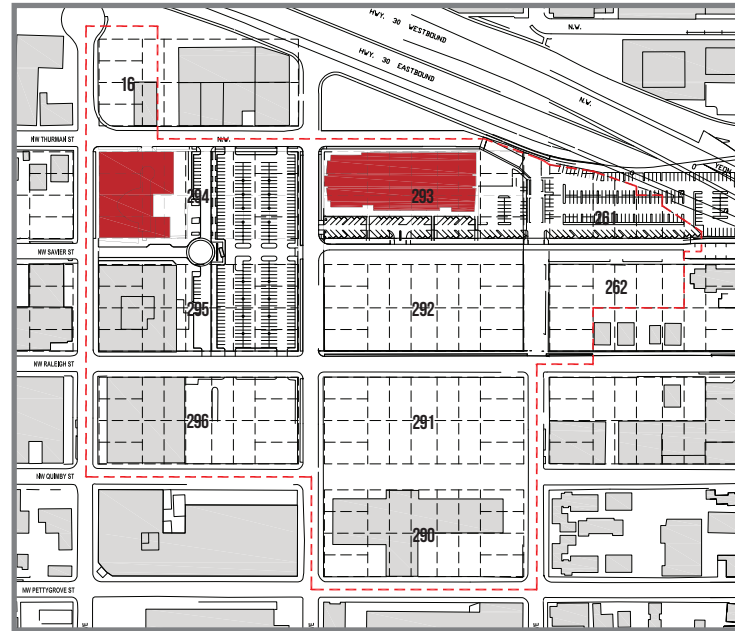 HWY. 30 WESTBOUND
N.W.
HWY. 30 EASTBOUND
16
N.W.
NW THURMAN ST
N.W.
YEON
294
293
261
NW SAVIER ST
262
295
292
NW RALEIGH ST
296
291
NW QUIMBY ST
290
NW PETTYGROVE ST